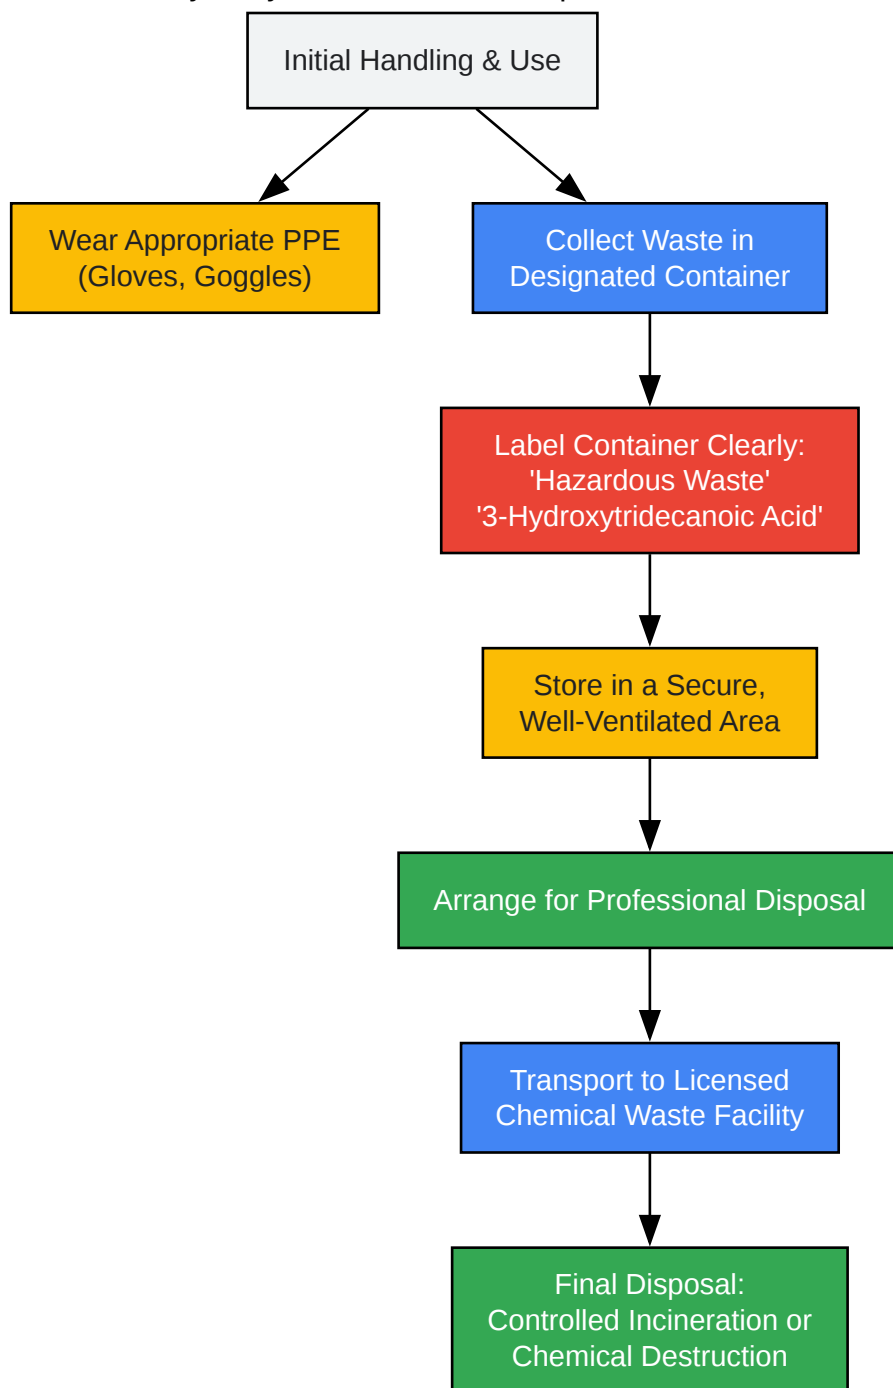 Initial Handling & Use
Wear Appropriate PPE
(Gloves, Goggles)
Collect Waste in
Designated Container
Label Container Clearly:
'Hazardous Waste'
'3-Hydroxytridecanoic Acid'
Store in a Secure,
Well-Ventilated Area
Arrange for Professional Disposal
Transport to Licensed
Chemical Waste Facility
Final Disposal:
Controlled Incineration or
Chemical Destruction